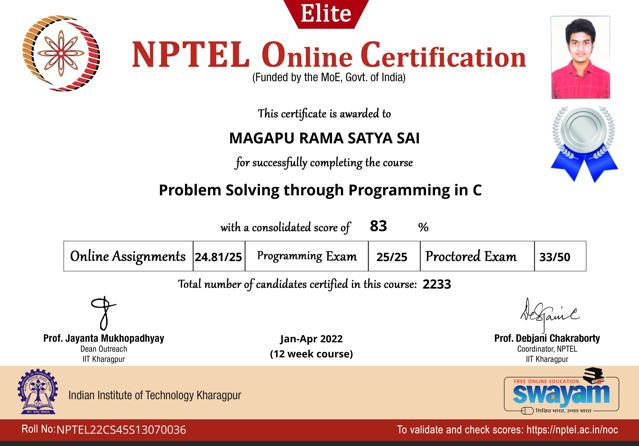 Elite
NPTEL Online Certification
(Funded by the MoE, Govt. of India)
This certificate is awarded to
MAGAPU RAMA SATYA SAI
for successfully completing the course
Problem Solving through Programming in C
with a consolidated score of 83 %
Online Assignments 24.81/25 Programming Exam 25/25 Proctored Exam 33/50
Total number of candidates certified in this course: 2233
Prof. Jayanta Mukhopadhyay
Dean Outreach
IIT Kharagpur
Jan-Apr 2022
(12 week course)
Prof. Debjani Chakraborty
Coordinator, NPTEL
IIT Kharagpur
Indian Institute of Technology Kharagpur
FREE ONLINE EDUCATION
swayam
शिक्षित भारत, उन्नत भारत
Roll No: NPTEL22CS45S13070036
To validate and check scores: https://nptel.ac.in/noc